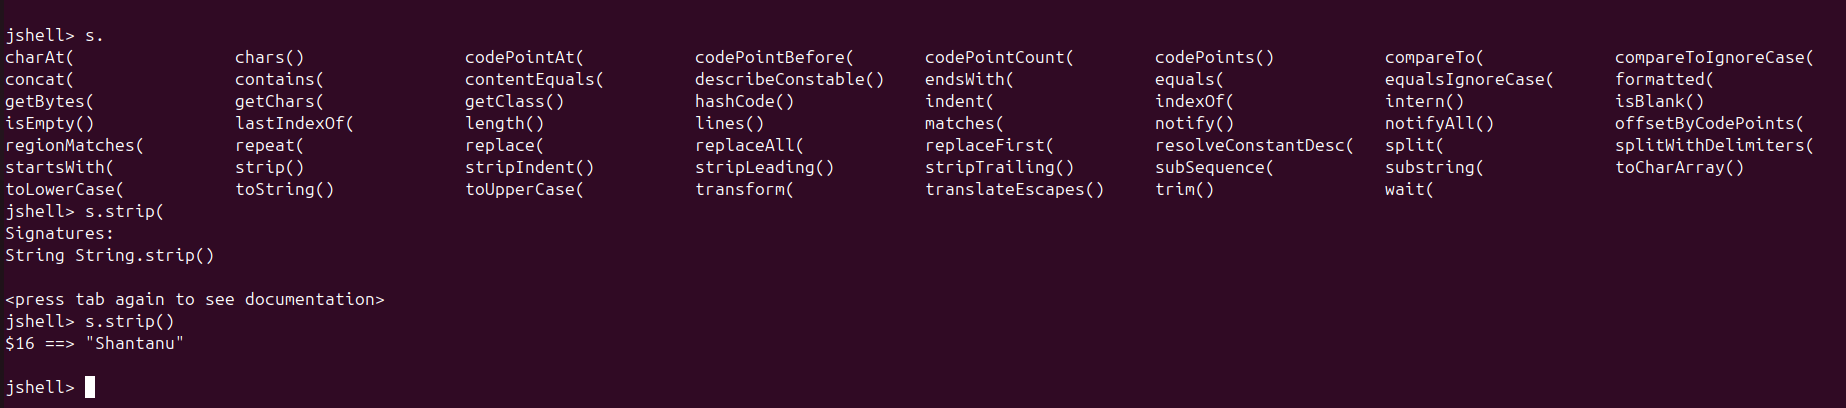 jshell> s.
charAt( chars() codePointAt( codePointBefore( codePointCount( codePoints() compareTo( compareToIgnoreCase(
concat( contains( contentEquals( describeConstable() endsWith( equals( equalsIgnoreCase( formatted(
getBytes( getChars( getClass() hashCode() indent( indexOf( intern() isBlank()
isEmpty() lastIndexOf( length() lines() matches( notify() notifyAll() offsetByCodePoints(
regionMatches( repeat( replace( replaceAll( replaceFirst( resolveConstantDesc( split( splitWithDelimiters(
startsWith( strip() stripIndent() stripLeading() stripTrailing() subSequence( substring( toCharArray()
toLowerCase( toString() toUpperCase( transform( translateEscapes() trim() wait(
jshell> s.strip(
Signatures:
String String.strip()
<press tab again to see documentation>
jshell> s.strip()
$16 ==> "Shantanu"
jshell>